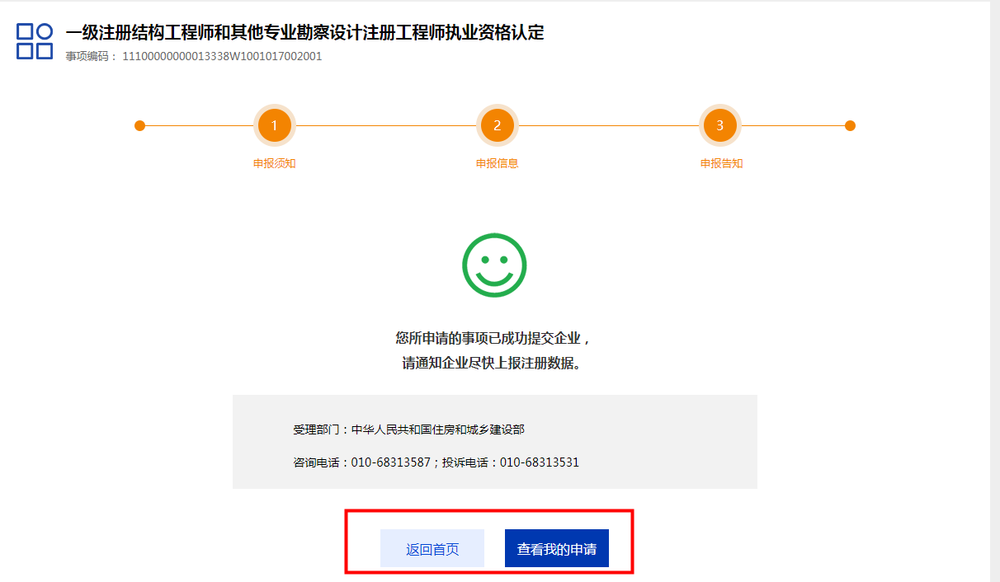 一级注册结构工程师和其他专业勘察设计注册工程师执业资格认定
事项编码： 11100000000013338W1001017002001
1 2 3
申报须知 申报信息 申报告知
您所申请的事项已成功提交企业，
请通知企业尽快上报注册数据。
受理部门：中华人民共和国住房和城乡建设部
咨询电话：010-68313587；投诉电话：010-68313531
返回首页 查看我的申请